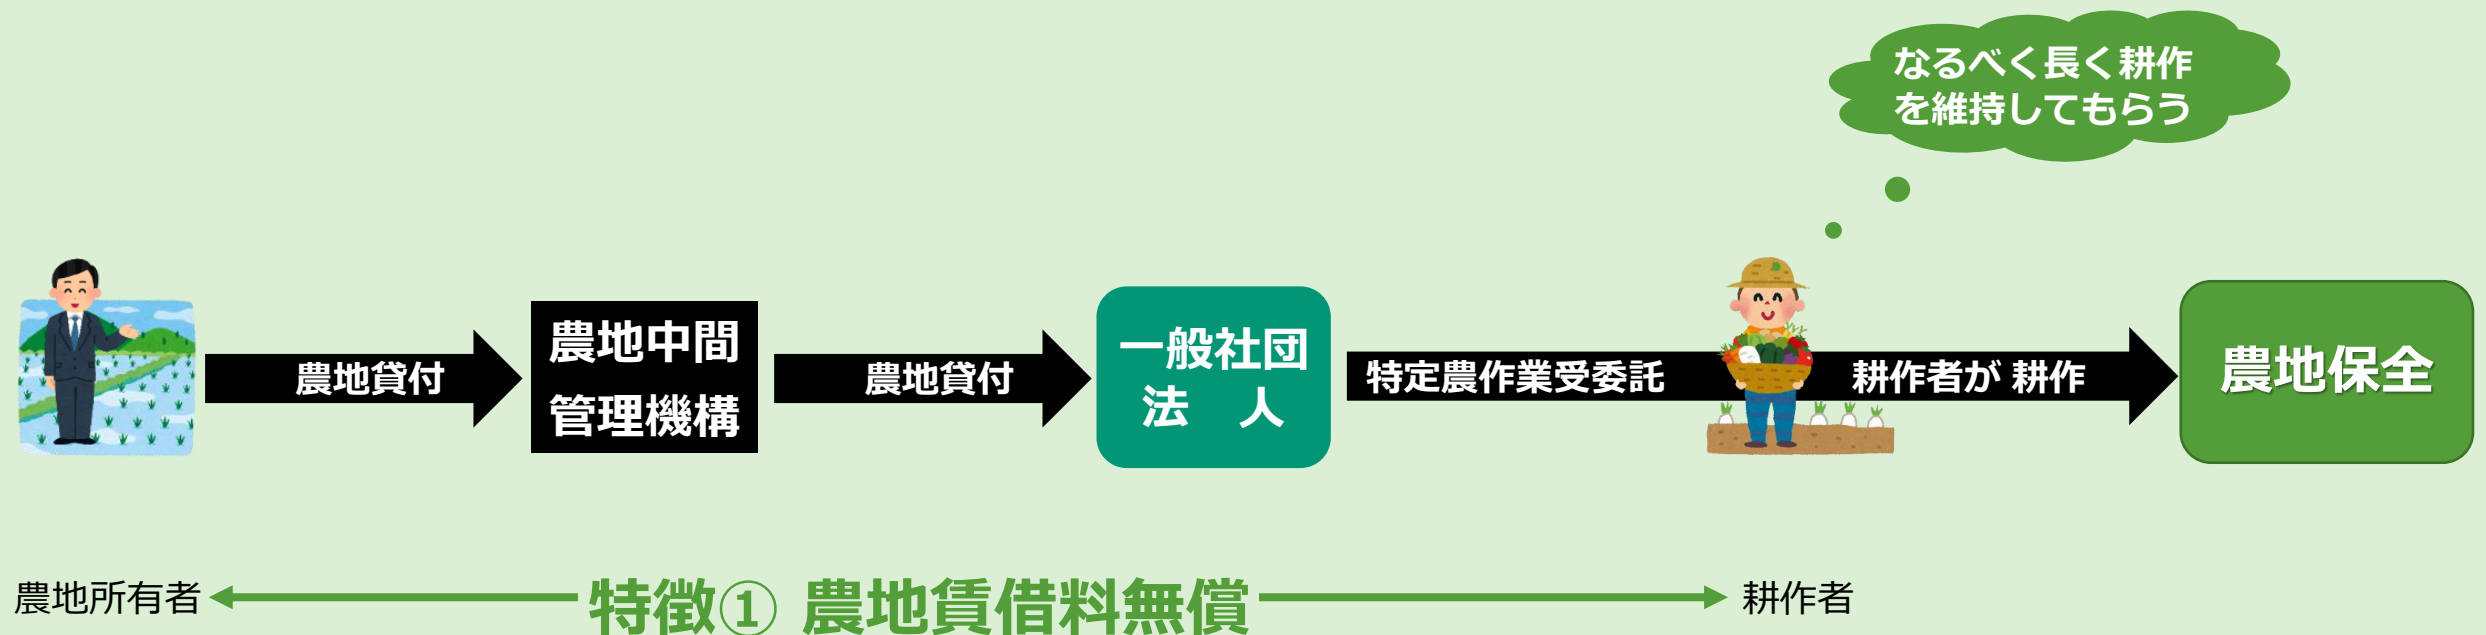 なるべく長く耕作
を維持してもらう
農地貸付
農地中間
管理機構
農地貸付
一般社団
法　人
特定農作業受委託
耕作者が 耕作
農地保全
農地所有者
特徴① 農地賃借料無償
耕作者